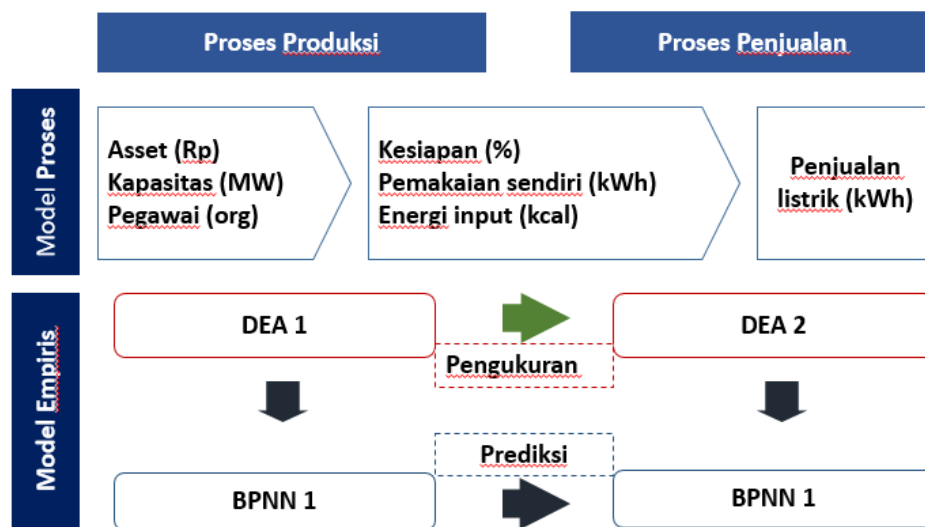 Proses Produksi
Proses Penjualan
Model Proses
Asset (Rp)
Kapasitas (MW)
Pegawai (org)
Kesiapan (%)
Pemakaian sendiri (kWh)
Energi input (kcal)
Penjualan
listrik (kWh)
Model Empiris
DEA 1
DEA 2
Pengukuran
Prediksi
BPNN 1
BPNN 1